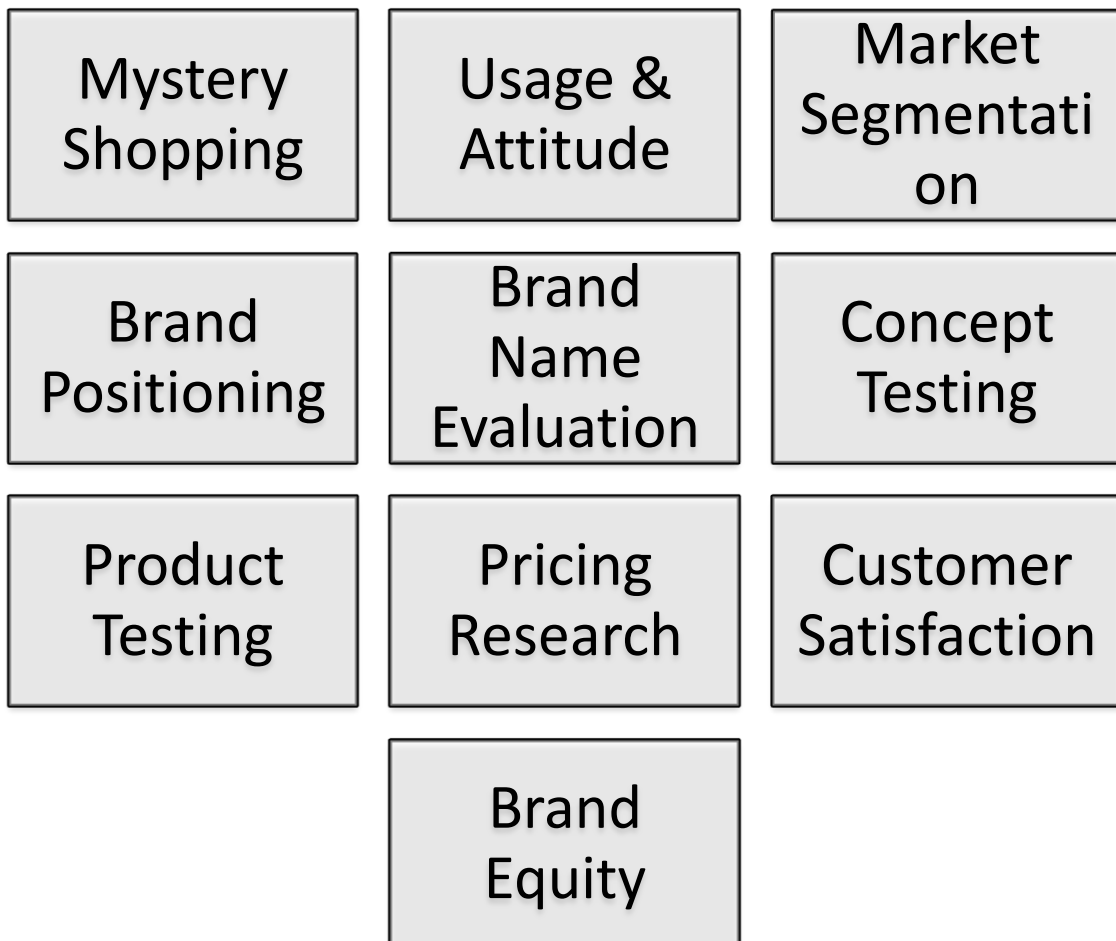 Mystery
Shopping
Usage &
Attitude
Market
Segmentati
on
Brand
Positioning
Brand
Name
Evaluation
Concept
Testing
Product
Testing
Pricing
Research
Customer
Satisfaction
Brand
Equity